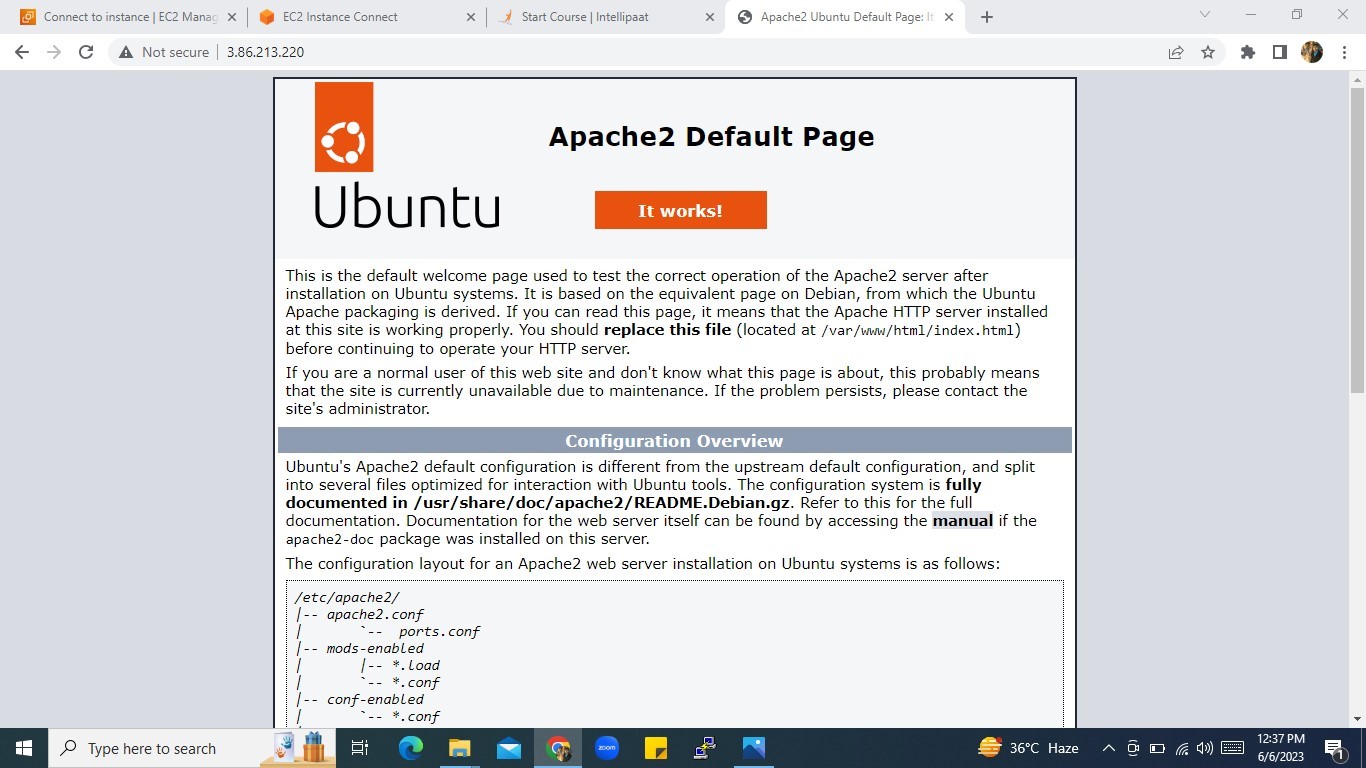 Connect to instance | EC2 Manag
EC2 Instance Connect
Start Course | Intellipaat
Apache2 Ubuntu Default Page: It
Not secure
3.86.213.220
Apache2 Default Page
Ubuntu
It works!
This is the default welcome page used to test the correct operation of the Apache2 server after
installation on Ubuntu systems. It is based on the equivalent page on Debian, from which the Ubuntu
Apache packaging is derived. If you can read this page, it means that the Apache HTTP server installed
at this site is working properly. You should replace this file (located at /var/www/html/index.html)
before continuing to operate your HTTP server.
If you are a normal user of this web site and don't know what this page is about, this probably means
that the site is currently unavailable due to maintenance. If the problem persists, please contact the
site's administrator.
Configuration Overview
Ubuntu's Apache2 default configuration is different from the upstream default configuration, and split
into several files optimized for interaction with Ubuntu tools. The configuration system is fully
documented in /usr/share/doc/apache2/README.Debian.gz. Refer to this for the full
documentation. Documentation for the web server itself can be found by accessing the manual if the
apache2-doc package was installed on this server.
The configuration layout for an Apache2 web server installation on Ubuntu systems is as follows:
/etc/apache2/
|-- apache2.conf
|       `--  ports.conf
|-- mods-enabled
|       |-- *.load
|       `-- *.conf
|-- conf-enabled
|       `-- *.conf
Type here to search
zoom
36°C Haze
12:37 PM
6/6/2023
1